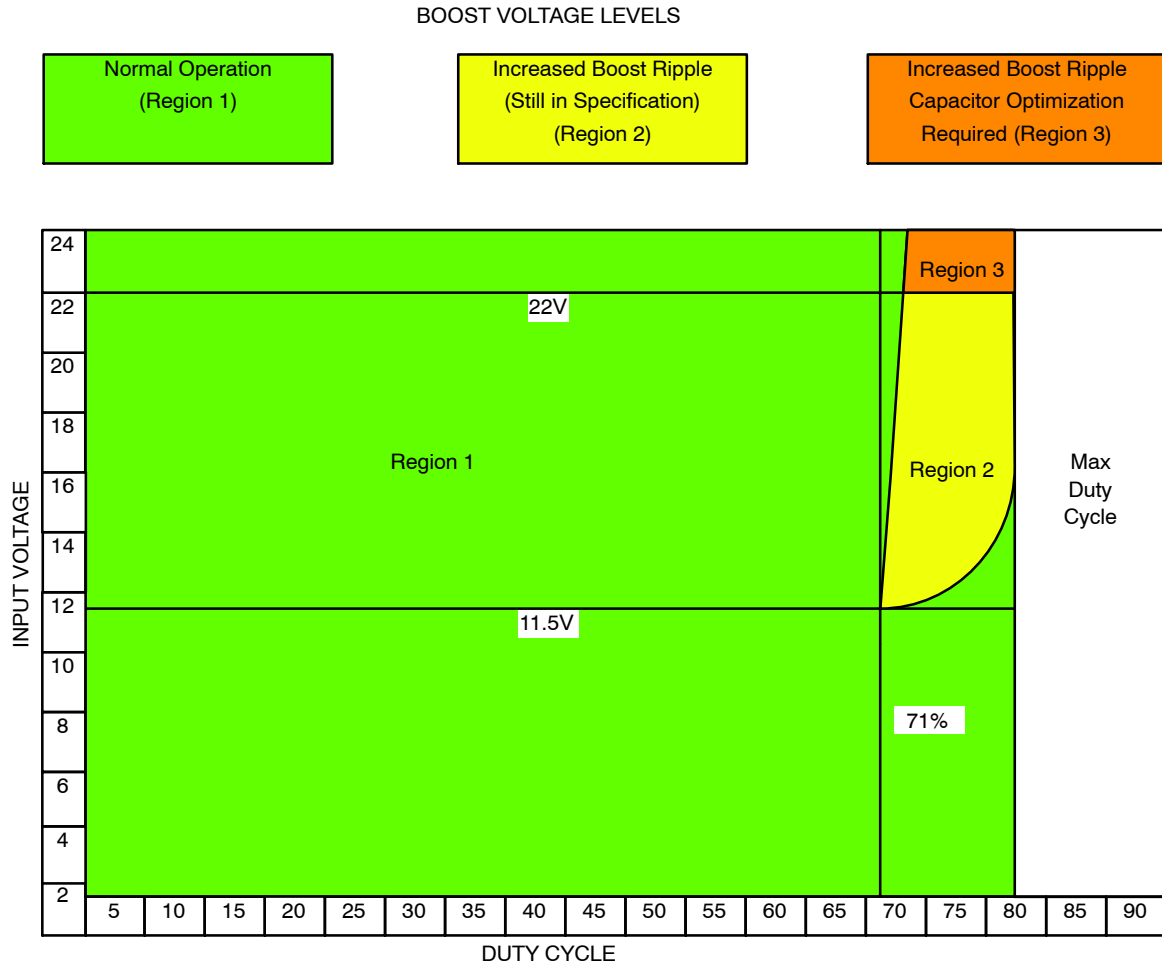 BOOST VOLTAGE LEVELS
Normal Operation
(Region 1)
Increased Boost Ripple
(Still in Specification)
(Region 2)
Increased Boost Ripple
Capacitor Optimization
Required (Region 3)
24
22
20
18
16
14
12
10
8
6
4
2
INPUT VOLTAGE
Region 3
22V
Region 1
Region 2
Max
Duty
Cycle
11.5V
71%
5 10 15 20 25 30 35 40 45 50 55 60 65 70 75 80 85 90
DUTY CYCLE